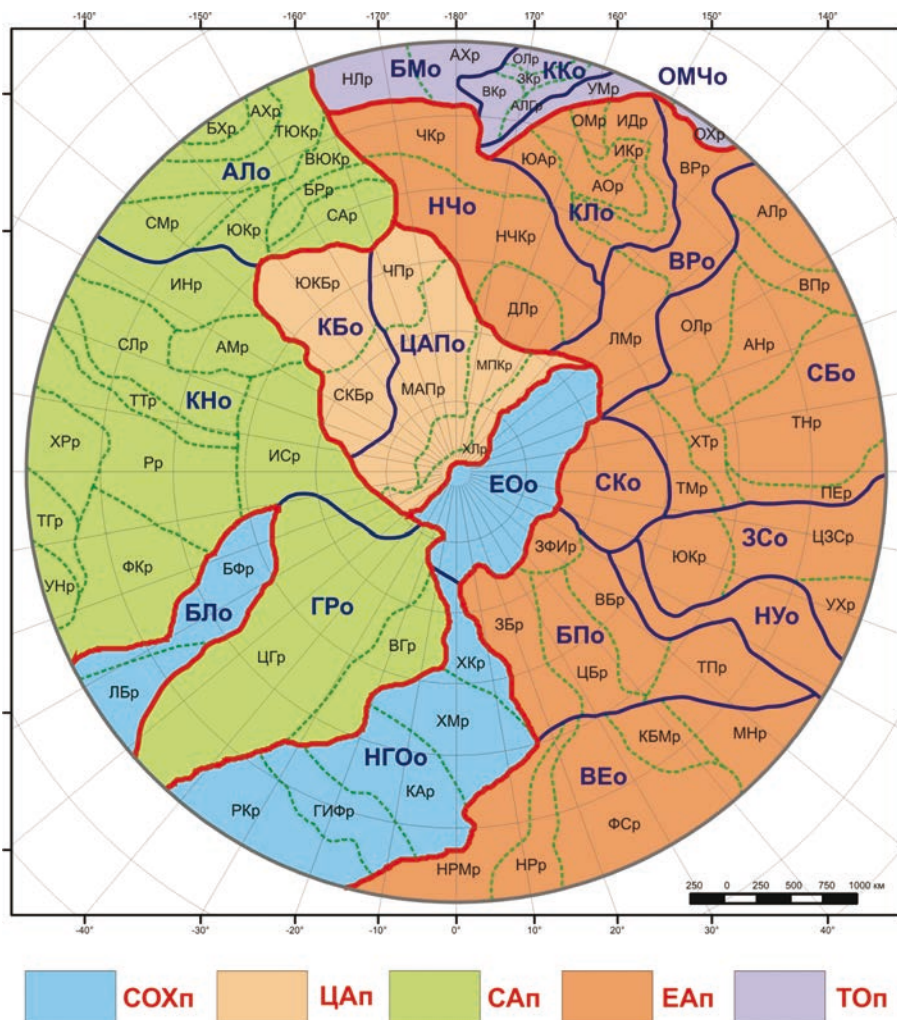 -140° -150° -160° -170° -180° 170° 160° 150° 140°
АХр ОЛр
НЛр БМо ЗКр ККо ОМЧо
ВКр УМр
АЛГр
АХр ОМр ИДр ОХр
БХр ТЮКр ЧКр
ВЮКр ЮАр ИКр ВРр
АЛо БРр АОр
СМр САр НЧо КЛо АЛр
ЮКр НЧКр
ВРо
ИНр ЮКБр ЧПр ВПр
ДЛр
КБо ОЛр
СЛр АМр ЦАПо ЛМр АНр
МПКр СБо
ТТр КНо СКБр МАПр
ТНр
ХРр ХЛр ХТр
Рр ИСр ЕОо СКо
ТМр ПЕр
ТГр ЗФИр ЗСо ЦЗСр
ФКр БФр ЮКр
УНр
БЛо ГРо ВБр НУо УХр
ЗБр БПо
ЦГр ВГр ХКр ТПр
ЛБр ЦБр
ХМр КБМр МНр
НГОо ВЕо
РКр ГИФр КАр
ФСр
НРМр НРр
250 0 250 500 750 1000 км
-40° -30° -20° -10° 0° 10° 20° 30° 40°
СОХп ЦАп САп ЕАп ТОп